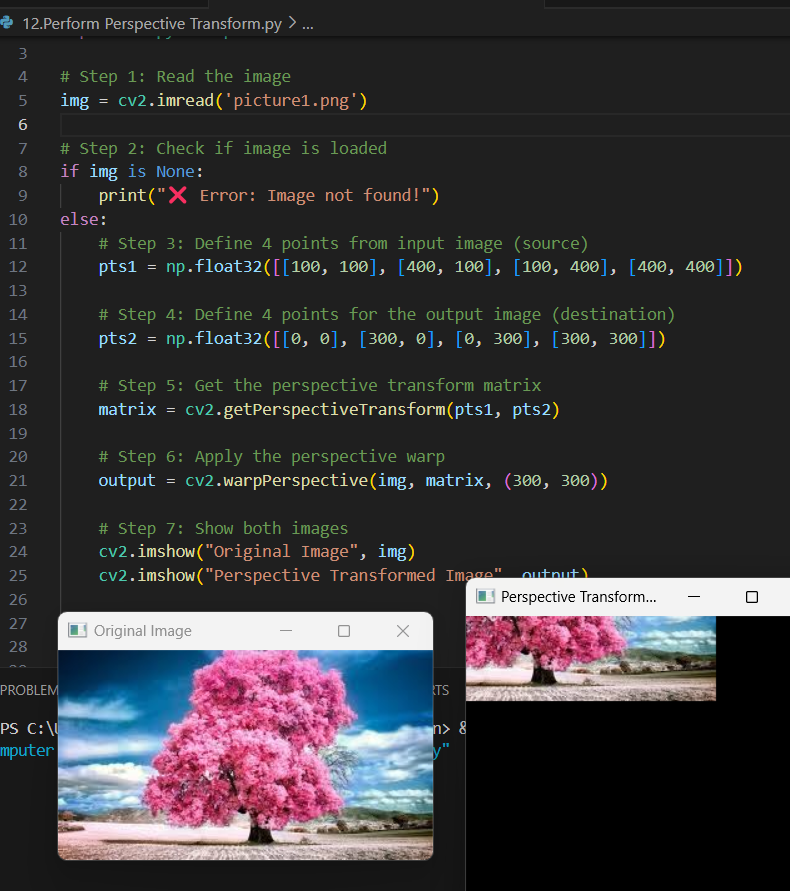 12.Perform Perspective Transform.py > ...
3
4 # Step 1: Read the image
5 img = cv2.imread('picture1.png')
6
7 # Step 2: Check if image is loaded
8 if img is None:
9 print("❌ Error: Image not found!")
10 else:
11 # Step 3: Define 4 points from input image (source)
12 pts1 = np.float32([[100, 100], [400, 100], [100, 400], [400, 400]])
13
14 # Step 4: Define 4 points for the output image (destination)
15 pts2 = np.float32([[0, 0], [300, 0], [0, 300], [300, 300]])
16
17 # Step 5: Get the perspective transform matrix
18 matrix = cv2.getPerspectiveTransform(pts1, pts2)
19
20 # Step 6: Apply the perspective warp
21 output = cv2.warpPerspective(img, matrix, (300, 300))
22
23 # Step 7: Show both images
24 cv2.imshow("Original Image", img)
25 cv2.imshow("Perspective Transformed Image", output)
26
27
28
Perspective Transform...
Original Image
PROBLEM
RTS
PS C:\
n> &
mputer
y"